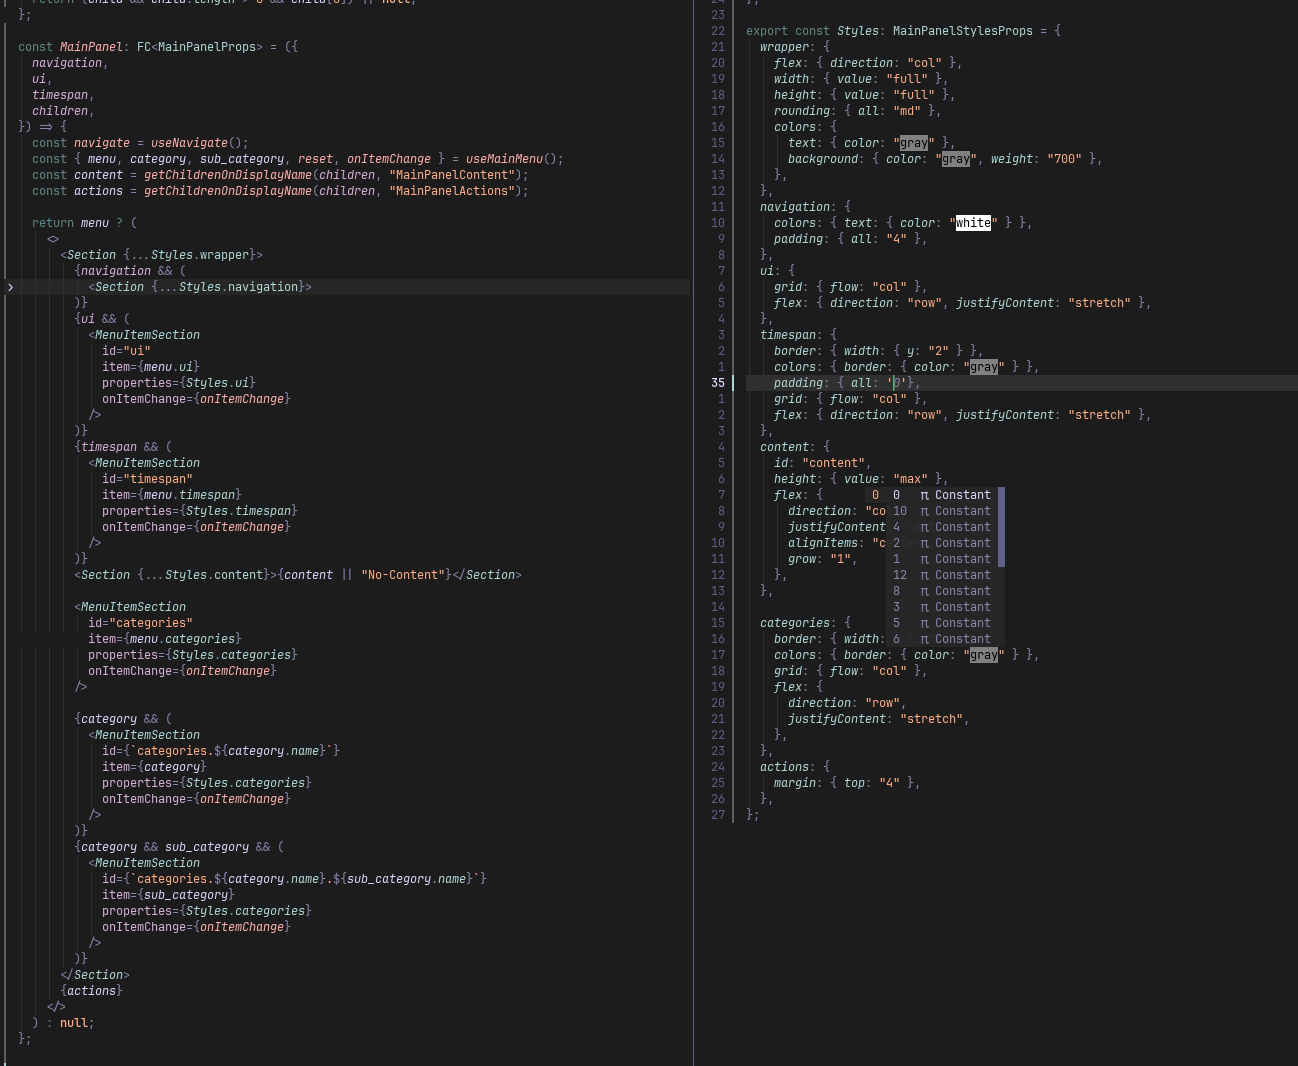 };
const MainPanel: FC<MainPanelProps> = ({
  navigation,
  ui,
  timespan,
  children,
}) => {
  const navigate = useNavigate();
  const { menu, category, sub_category, reset, onItemChange } = useMainMenu();
  const content = getChildrenOnDisplayName(children, "MainPanelContent");
  const actions = getChildrenOnDisplayName(children, "MainPanelActions");
  return menu ? (
    <>
      <Section {...Styles.wrapper}>
        {navigation && (
>          <Section {...Styles.navigation}>
        )}
        {ui && (
          <MenuItemSection
            id="ui"
            item={menu.ui}
            properties={Styles.ui}
            onItemChange={onItemChange}
          />
        )}
        {timespan && (
          <MenuItemSection
            id="timespan"
            item={menu.timespan}
            properties={Styles.timespan}
            onItemChange={onItemChange}
          />
        )}
        <Section {...Styles.content}>{content || "No-Content"}</Section>
        <MenuItemSection
          id="categories"
          item={menu.categories}
          properties={Styles.categories}
          onItemChange={onItemChange}
        />
        {category && (
          <MenuItemSection
            id={`categories.${category.name}`}
            item={category}
            properties={Styles.categories}
            onItemChange={onItemChange}
          />
        )}
        {category && sub_category && (
          <MenuItemSection
            id={`categories.${category.name}.${sub_category.name}`}
            item={sub_category}
            properties={Styles.categories}
            onItemChange={onItemChange}
          />
        )}
      </Section>
      {actions}
    </>
  ) : null;
};
23
22 export const Styles: MainPanelStylesProps = {
21   wrapper: {
20     flex: { direction: "col" },
19     width: { value: "full" },
18     height: { value: "full" },
17     rounding: { all: "md" },
16     colors: {
15       text: { color: "gray" },
14       background: { color: "gray", weight: "700" },
13     },
12   },
11   navigation: {
10     colors: { text: { color: "white" } },
9     padding: { all: "4" },
8   },
7   ui: {
6     grid: { flow: "col" },
5     flex: { direction: "row", justifyContent: "stretch" },
4   },
3   timespan: {
2     border: { width: { y: "2" } },
1     colors: { border: { color: "gray" } },
35     padding: { all: '0'},
1     grid: { flow: "col" },
2     flex: { direction: "row", justifyContent: "stretch" },
3   },
4   content: {
5     id: "content",
6     height: { value: "max" },
7     flex: {       0  0  π Constant
8       direction: "co 10  π Constant
9       justifyContent 4  π Constant
10       alignItems: "c 2  π Constant
11       grow: "1",     1  π Constant
12     },               12  π Constant
13   },                 8  π Constant
14                      3  π Constant
15   categories: {      5  π Constant
16     border: { width: 6  π Constant
17     colors: { border: { color: "gray" } },
18     grid: { flow: "col" },
19     flex: {
20       direction: "row",
21       justifyContent: "stretch",
22     },
23   },
24   actions: {
25     margin: { top: "4" },
26   },
27 };